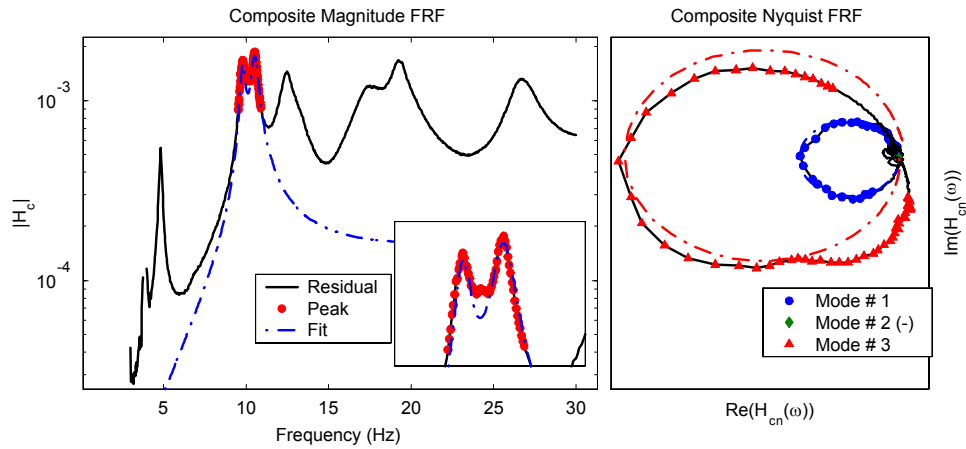 Composite Magnitude FRF
|H_c|
10^-3
10^-4
Residual
Peak
Fit
5 10 15 20 25 30
Frequency (Hz)
Composite Nyquist FRF
Im(H_cn(ω))
Mode # 1
Mode # 2 (-)
Mode # 3
Re(H_cn(ω))